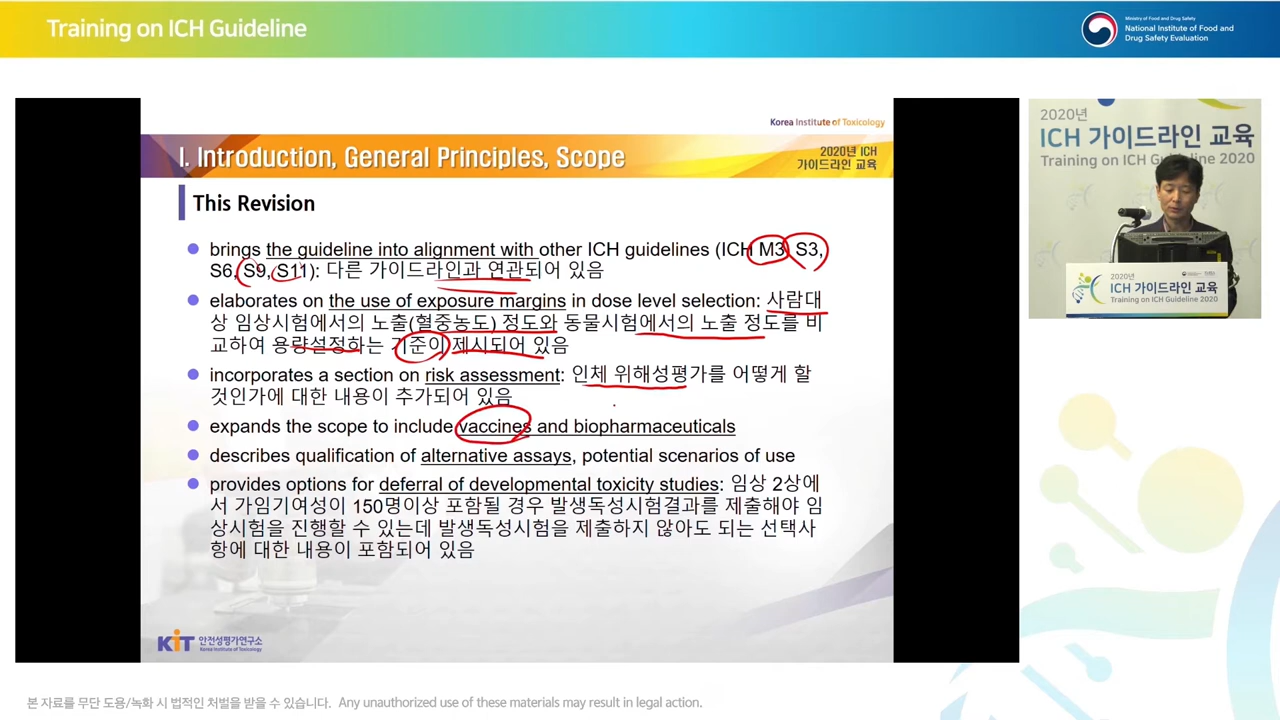 Training on ICH Guideline
Ministry of Food and Drug Safety
National Institute of Food and
Drug Safety Evaluation
Korea Institute of Toxicology
I. Introduction, General Principles, Scope
2020년 ICH
가이드라인 교육
This Revision
brings the guideline into alignment with other ICH guidelines (ICH M3, S3,
S6, S9, S11): 다른 가이드라인과 연관되어 있음
elaborates on the use of exposure margins in dose level selection: 사람대
상 임상시험에서의 노출(혈중농도) 정도와 동물시험에서의 노출 정도를 비
교하여 용량설정하는 기준이 제시되어 있음
incorporates a section on risk assessment: 인체 위해성평가를 어떻게 할
것인가에 대한 내용이 추가되어 있음
expands the scope to include vaccines and biopharmaceuticals
describes qualification of alternative assays, potential scenarios of use
provides options for deferral of developmental toxicity studies: 임상 2상에
서 가임기여성이 150명이상 포함될 경우 발생독성시험결과를 제출해야 임
상시험을 진행할 수 있는데 발생독성시험을 제출하지 않아도 되는 선택사
항에 대한 내용이 포함되어 있음
KIT 안전성평가연구소
Korea Institute of Toxicology
2020년
ICH 가이드라인 교육
Training on ICH Guideline 2020
2020년
ICH 가이드라인 교육
Training on ICH Guideline 2020
본 자료를 무단 도용/녹화 시 법적인 처벌을 받을 수 있습니다. Any unauthorized use of these materials may result in legal action.